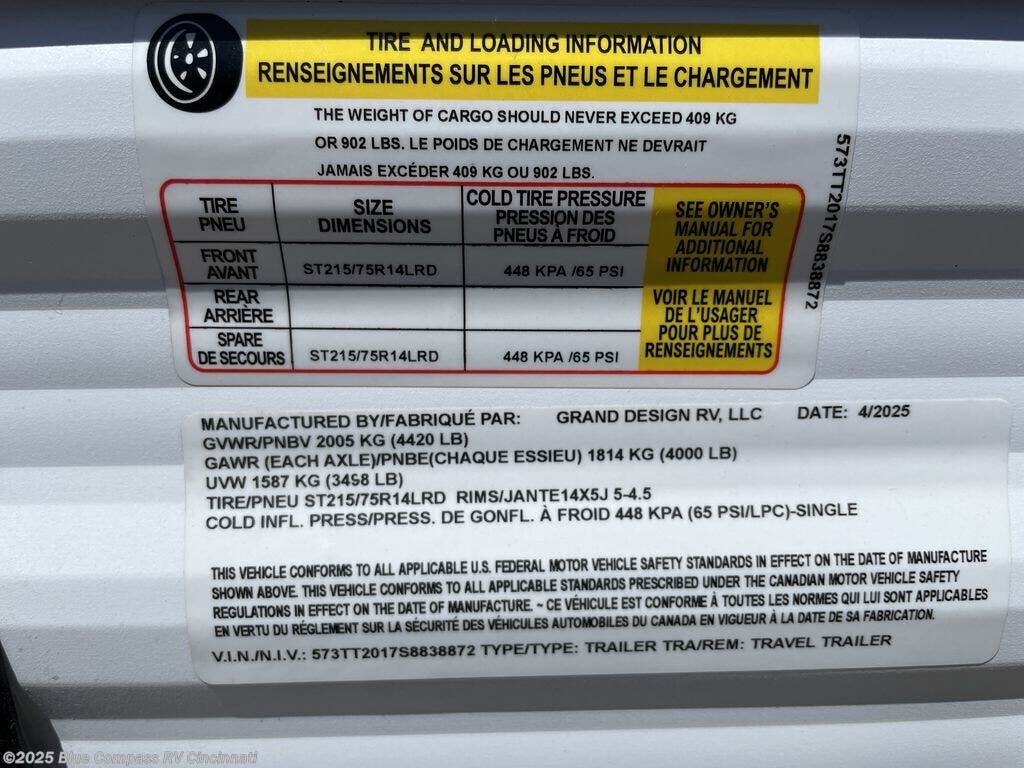 TIRE AND LOADING INFORMATION
RENSEIGNEMENTS SUR LES PNEUS ET LE CHARGEMENT
THE WEIGHT OF CARGO SHOULD NEVER EXCEED 409 KG
OR 902 LBS. LE POIDS DE CHARGEMENT NE DEVRAIT
JAMAIS EXCÉDER 409 KG OU 902 LBS.
TIRE
PNEU
SIZE
DIMENSIONS
COLD TIRE PRESSURE
PRESSION DES
PNEUS À FROID
FRONT
AVANT
ST215/75R14LRD
448 KPA /65 PSI
REAR
ARRIÈRE
SPARE
DE SECOURS
ST215/75R14LRD
448 KPA /65 PSI
SEE OWNER'S
MANUAL FOR
ADDITIONAL
INFORMATION
VOIR LE MANUEL
DE L'USAGER
POUR PLUS DE
RENSEIGNEMENTS
573TT2017S8838872
MANUFACTURED BY/FABRIQUÉ PAR: GRAND DESIGN RV, LLC DATE: 4/2025
GVWR/PNBV 2005 KG (4420 LB)
GAWR (EACH AXLE)/PNBE(CHAQUE ESSIEU) 1814 KG (4000 LB)
UVW 1587 KG (3498 LB)
TIRE/PNEU ST215/75R14LRD RIMS/JANTE14X5J 5-4.5
COLD INFL. PRESS/PRESS. DE GONFL. À FROID 448 KPA (65 PSI/LPC)-SINGLE
THIS VEHICLE CONFORMS TO ALL APPLICABLE U.S. FEDERAL MOTOR VEHICLE SAFETY STANDARDS IN EFFECT ON THE DATE OF MANUFACTURE
SHOWN ABOVE. THIS VEHICLE CONFORMS TO ALL APPLICABLE STANDARDS PRESCRIBED UNDER THE CANADIAN MOTOR VEHICLE SAFETY
REGULATIONS IN EFFECT ON THE DATE OF MANUFACTURE. ~ CE VÉHICULE EST CONFORME À TOUTES LES NORMES QUI LUI SONT APPLICABLES
EN VERTU DU RÉGLEMENT SUR LA SÉCURITÉ DES VÉHICULES AUTOMOBILES DU CANADA EN VIGUEUR À LA DATE DE SA FABRICATION.
V.I.N./N.I.V.: 573TT2017S8838872 TYPE/TYPE: TRAILER TRA/REM: TRAVEL TRAILER
©2025 Blue Compass RV Cincinnati